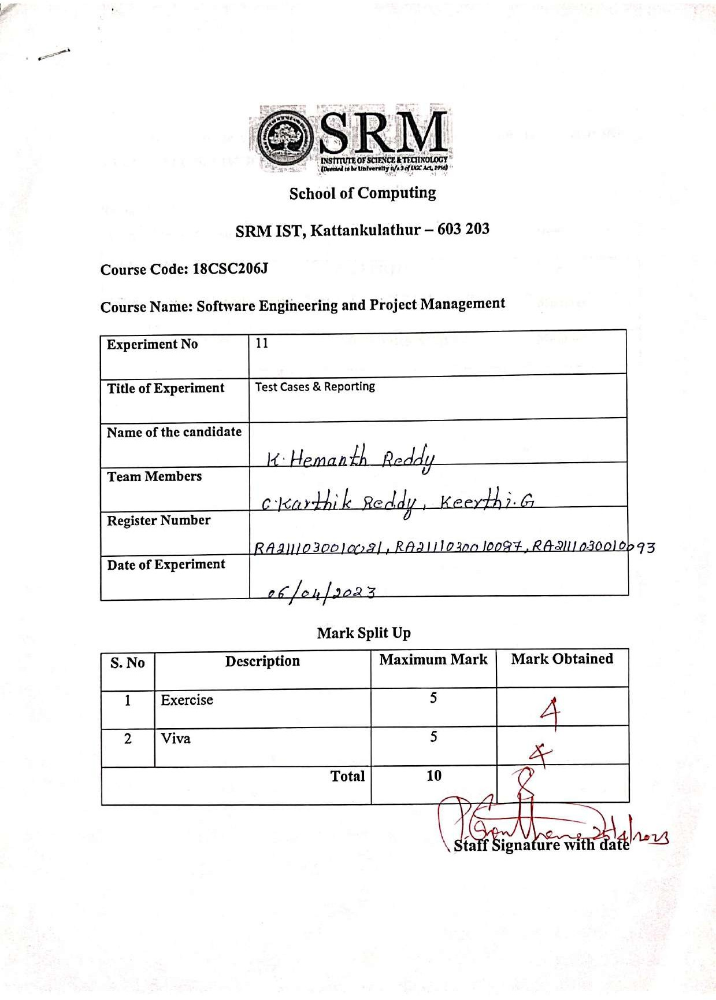 SRM
INSTITUTE OF SCIENCE & TECHNOLOGY
(Deemed to be University u/s 3 of UGC Act, 1956)
School of Computing
SRM IST, Kattankulathur – 603 203
Course Code: 18CSC206J
Course Name: Software Engineering and Project Management
Experiment No 11
Title of Experiment Test Cases & Reporting
Name of the candidate K. Hemanth Reddy
Team Members C. Karthik Reddy, Keerthi. G
Register Number RA2111030010093
Date of Experiment 06/04/2023
Mark Split Up
S. No Description Maximum Mark Mark Obtained
1 Exercise 5 4
2 Viva 5 4
Total 10 8
25/4/2023
Staff Signature with date